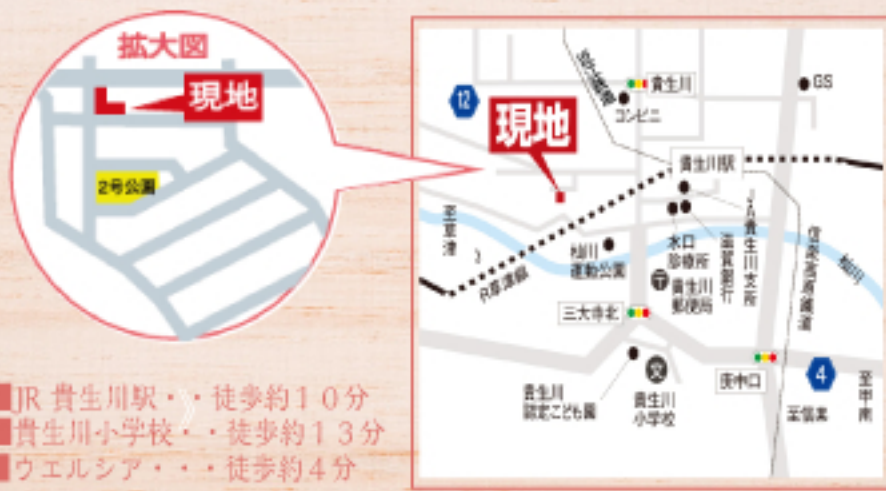 拡大図
現地
2号公園
12
現地
貴生川
コンビニ
GS
貴生川駅
至草津
杣川
運動公園
水口
診療所
滋賀銀行
JA貴生川支所
貴生川
郵便局
信楽高原鐵道
杣川
JR草津線
三大寺北
庚申口
4
貴生川
認定こども園
文
貴生川
小学校
至信楽
至甲南
■JR 貴生川駅・・徒歩約10分
■貴生川小学校・・徒歩約13分
■ウエルシア・・・徒歩約4分